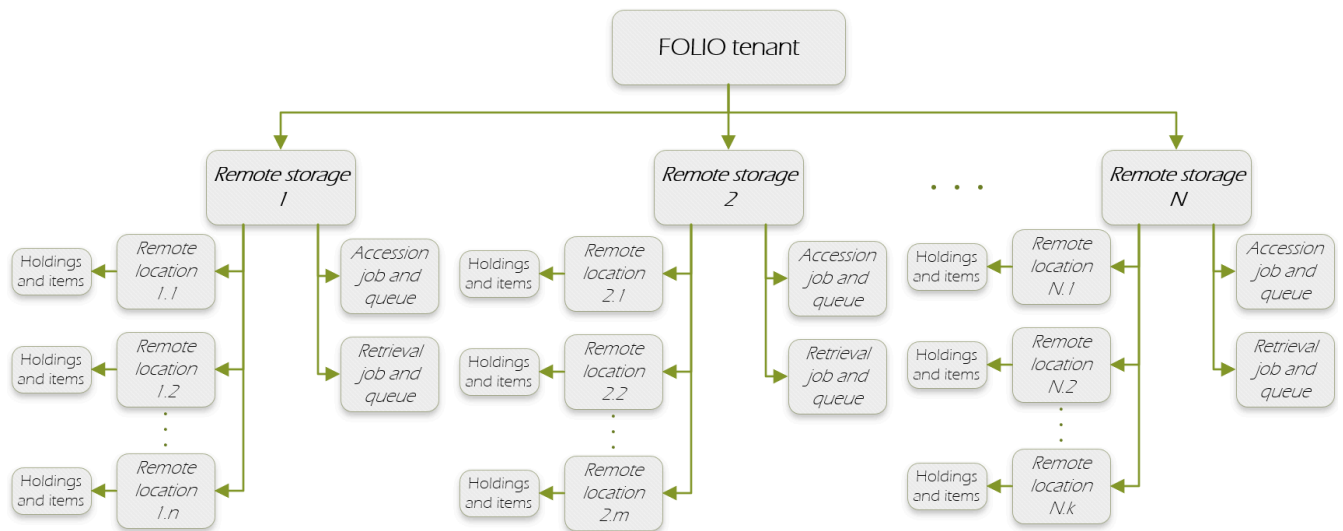 FOLIO tenant
Remote storage
1
Remote storage
2
. . .
Remote storage
N
Holdings
and items
Remote
location
1.1
Accession
job and
queue
Holdings
and items
Remote
location
2.1
Accession
job and
queue
Holdings
and items
Remote
location
N.1
Accession
job and
queue
Holdings
and items
Remote
location
1.2
Retrieval
job and
queue
Holdings
and items
Remote
location
2.2
Retrieval
job and
queue
Holdings
and items
Remote
location
N.2
Retrieval
job and
queue
Holdings
and items
Remote
location
1.n
Holdings
and items
Remote
location
2.m
Holdings
and items
Remote
location
N.k